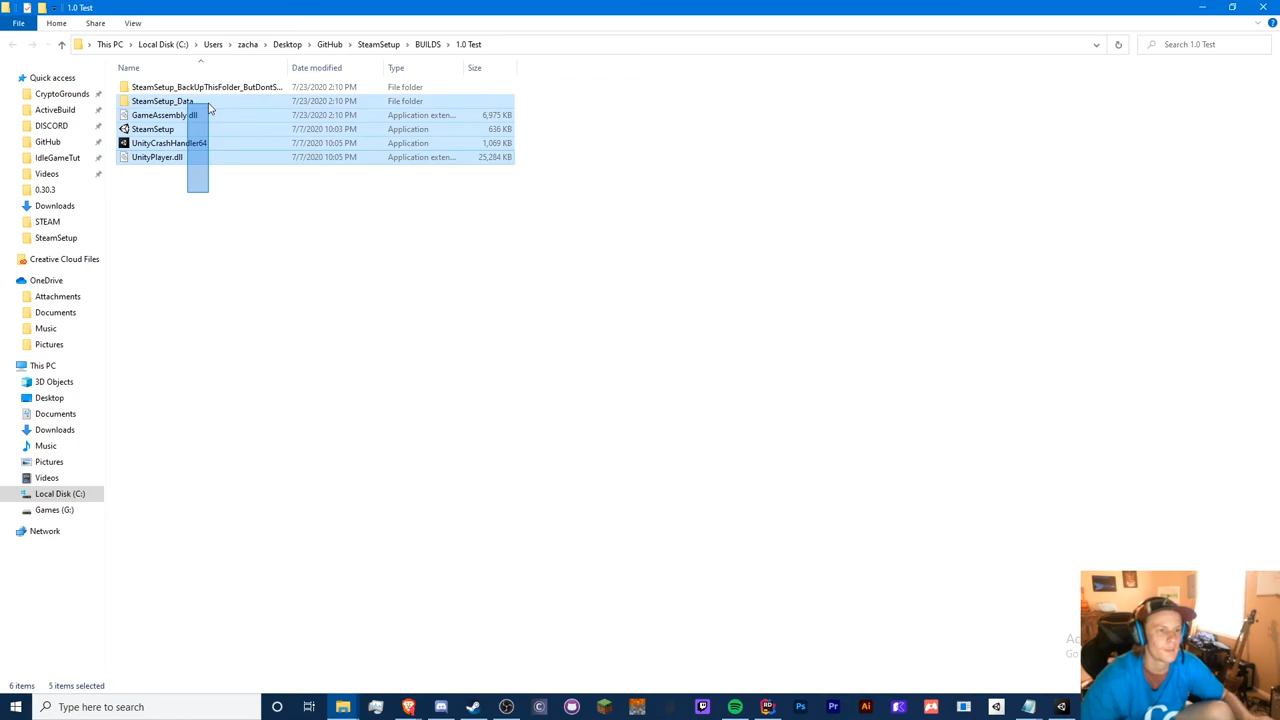 1.0 Test
File Home Share View
This PC Local Disk (C:) Users zacha Desktop GitHub SteamSetup BUILDS 1.0 Test Search 1.0 Test
Name Date modified Type Size
Quick access
CryptoGrounds
ActiveBuild
DISCORD
GitHub
IdleGameTut
Videos
0.30.3
Downloads
STEAM
SteamSetup
Creative Cloud Files
OneDrive
Attachments
Documents
Music
Pictures
This PC
3D Objects
Desktop
Documents
Downloads
Music
Pictures
Videos
Local Disk (C:)
Games (G:)
Network
SteamSetup_BackUpThisFolder_ButDontS... 7/23/2020 2:10 PM File folder
SteamSetup_Data 7/23/2020 2:10 PM File folder
GameAssembly.dll 7/23/2020 2:10 PM Application exten... 6,975 KB
SteamSetup 7/7/2020 10:03 PM Application 636 KB
UnityCrashHandler64 7/7/2020 10:05 PM Application 1,069 KB
UnityPlayer.dll 7/7/2020 10:05 PM Application exten... 25,284 KB
6 items 5 items selected
Type here to search